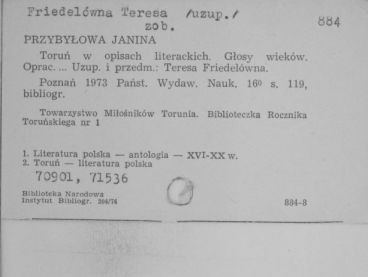 Friedelówna Teresa /uzup./
zob.
884
PRZYBYŁOWA JANINA
Toruń w opisach literackich. Głosy wieków.
Oprac. ... Uzup. i przedm.: Teresa Friedelówna.
Poznań 1973 Państ. Wydaw. Nauk. 16º s. 119,
bibliogr.
Towarzystwo Miłośników Torunia. Biblioteczka Rocznika
Toruńskiego nr 1
1. Literatura polska — antologia — XVI-XX w.
2. Toruń — literatura polska
70901, 71536
Biblioteka Narodowa
Instytut Bibliogr. 204/74
884-3